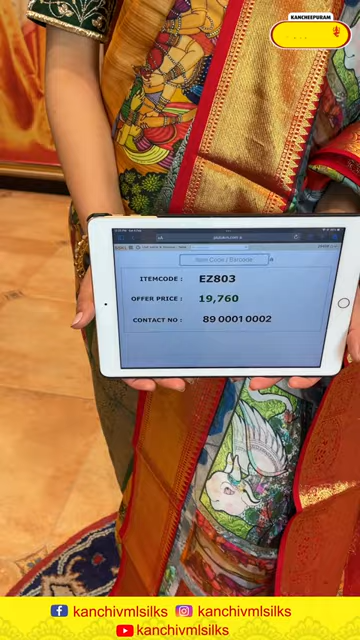 KANCHEEPURAM
Item Code / Barcode
ITEMCODE : EZ803
OFFER PRICE : 19,760
CONTACT NO : 89 0001 0002
kanchivmlsilks kanchivmlsilks
kanchivmlsilks